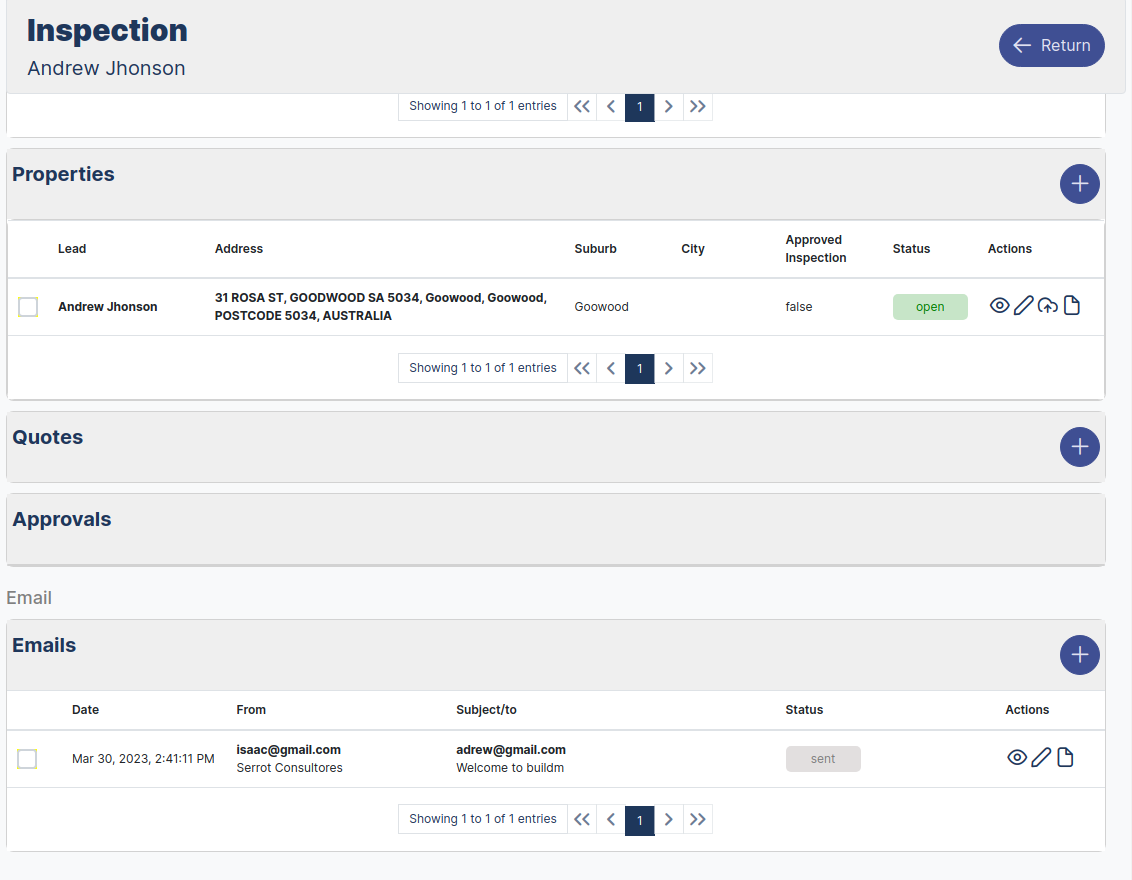 Inspection
Andrew Jhonson
Return
Showing 1 to 1 of 1 entries 1
Properties
Lead Address Suburb City Approved Inspection Status Actions
Andrew Jhonson 31 ROSA ST, GOODWOOD SA 5034, Goowood, Goowood, Goowood false open
POSTCODE 5034, AUSTRALIA
Showing 1 to 1 of 1 entries 1
Quotes
Approvals
Email
Emails
Date From Subject/to Status Actions
Mar 30, 2023, 2:41:11 PM isaac@gmail.com adrew@gmail.com sent
Serrot Consultores Welcome to buildm
Showing 1 to 1 of 1 entries 1